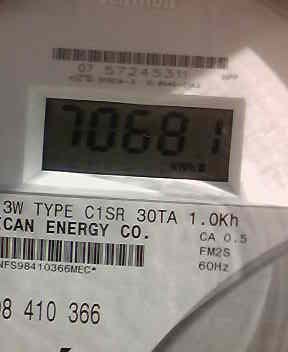 07 57245311
70681
3W TYPE C1SR 30TA 1.0Kh
CAN ENERGY CO.
CA 0.5
FM2S
60Hz
NFS98410366MEC*
98 410 366